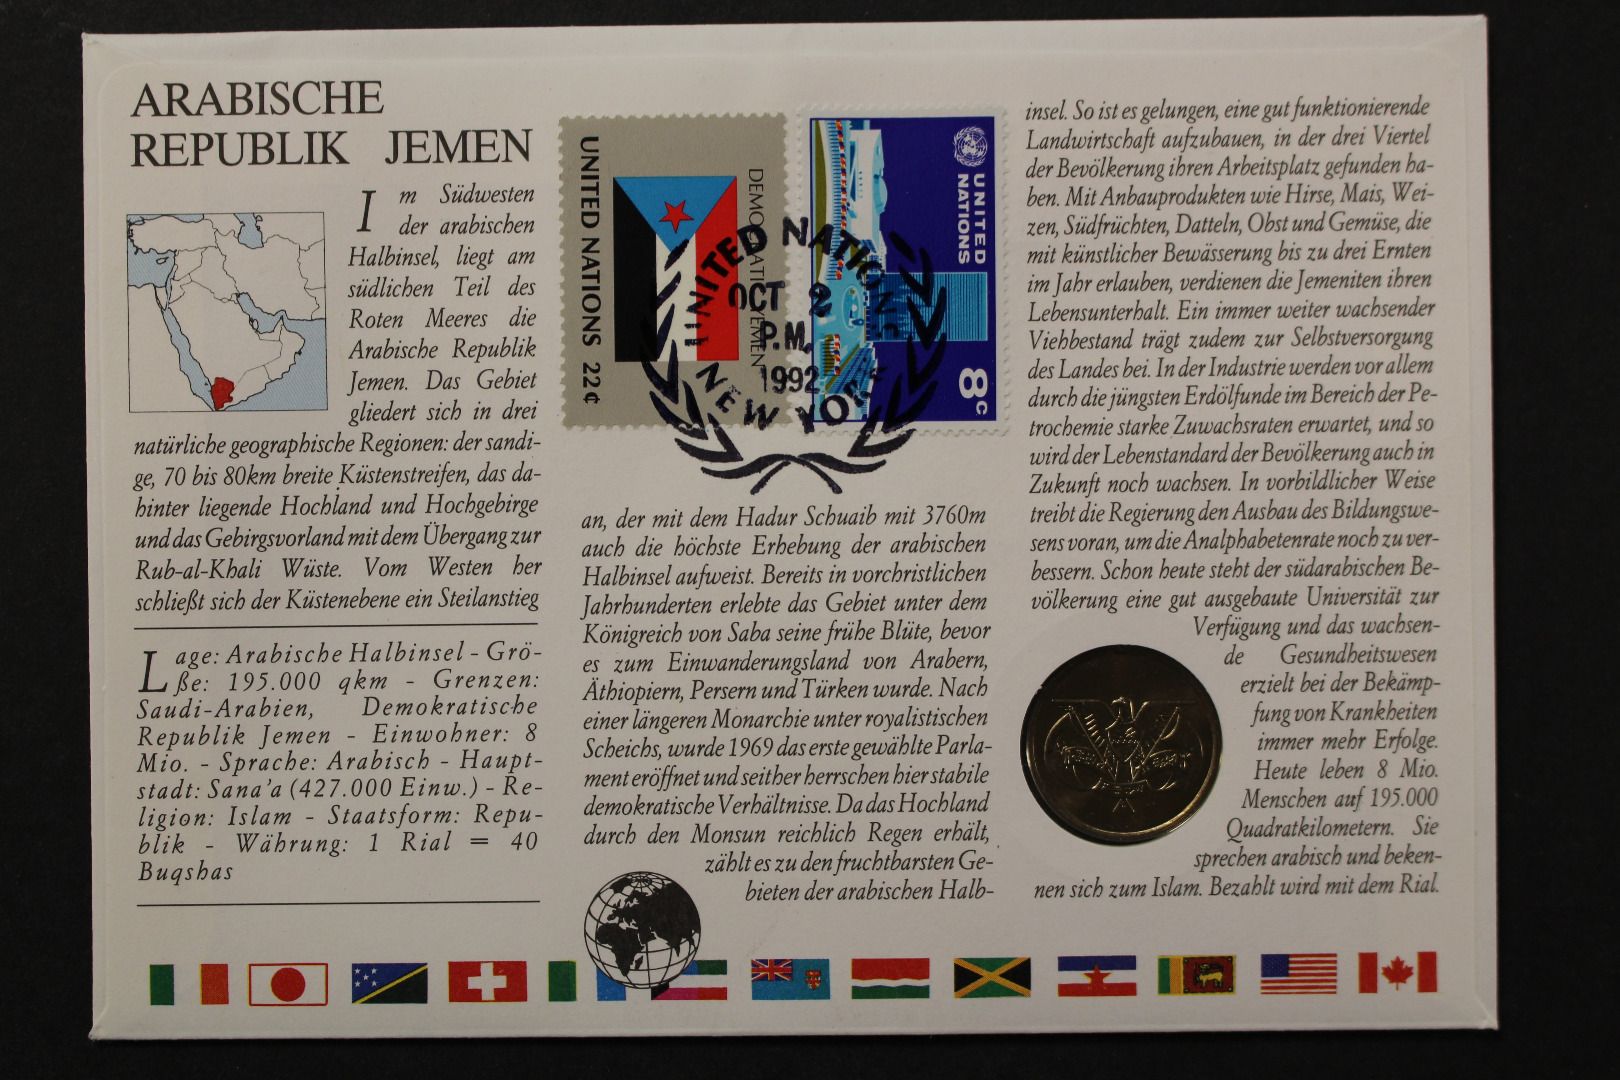 ARABISCHE
REPUBLIK JEMEN
Im Südwesten
der arabischen
Halbinsel, liegt am
südlichen Teil des
Roten Meeres die
Arabische Republik
Jemen. Das Gebiet
gliedert sich in drei
natürliche geographische Regionen: der sandi-
ge, 70 bis 80km breite Küstenstreifen, das da-
hinter liegende Hochland und Hochgebirge
und das Gebirgsvorland mit dem Übergang zur
Rub-al-Khali Wüste. Vom Westen her
schließt sich der Küstenebene ein Steilanstieg
Lage: Arabische Halbinsel - Grö-
ße: 195.000 qkm - Grenzen:
Saudi-Arabien, Demokratische
Republik Jemen - Einwohner: 8
Mio. - Sprache: Arabisch - Haupt-
stadt: Sana'a (427.000 Einw.) - Re-
ligion: Islam - Staatsform: Repu-
blik - Währung: 1 Rial = 40
Buqshas
UNITED NATIONS 22¢
DEMOCRATIC YEMEN
UNITED
NATIONS
8c
UNITED NATIONS
OCT 2
P.M.
1992
NEW YORK
an, der mit dem Hadur Schuaib mit 3760m
auch die höchste Erhebung der arabischen
Halbinsel aufweist. Bereits in vorchristlichen
Jahrhunderten erlebte das Gebiet unter dem
Königreich von Saba seine frühe Blüte, bevor
es zum Einwanderungsland von Arabern,
Äthiopiern, Persern und Türken wurde. Nach
einer längeren Monarchie unter royalistischen
Scheichs, wurde 1969 das erste gewählte Parla-
ment eröffnet und seither herrschen hier stabile
demokratische Verhältnisse. Da das Hochland
durch den Monsun reichlich Regen erhält,
zählt es zu den fruchtbarsten Ge-
bieten der arabischen Halb-
insel. So ist es gelungen, eine gut funktionierende
Landwirtschaft aufzubauen, in der drei Viertel
der Bevölkerung ihren Arbeitsplatz gefunden ha-
ben. Mit Anbauprodukten wie Hirse, Mais, Wei-
zen, Südfrüchten, Datteln, Obst und Gemüse, die
mit künstlicher Bewässerung bis zu drei Ernten
im Jahr erlauben, verdienen die Jemeniten ihren
Lebensunterhalt. Ein immer weiter wachsender
Viehbestand trägt zudem zur Selbstversorgung
des Landes bei. In der Industrie werden vor allem
durch die jüngsten Erdölfunde im Bereich der Pe-
trochemie starke Zuwachsraten erwartet, und so
wird der Lebenstandard der Bevölkerung auch in
Zukunft noch wachsen. In vorbildlicher Weise
treibt die Regierung den Ausbau des Bildungswe-
sens voran, um die Analphabetenrate noch zu ver-
bessern. Schon heute steht der südarabischen Be-
völkerung eine gut ausgebaute Universität zur
Verfügung und das wachsen-
de Gesundheitswesen
erzielt bei der Bekämp-
fung von Krankheiten
immer mehr Erfolge.
Heute leben 8 Mio.
Menschen auf 195.000
Quadratkilometern. Sie
sprechen arabisch und beken-
nen sich zum Islam. Bezahlt wird mit dem Rial.